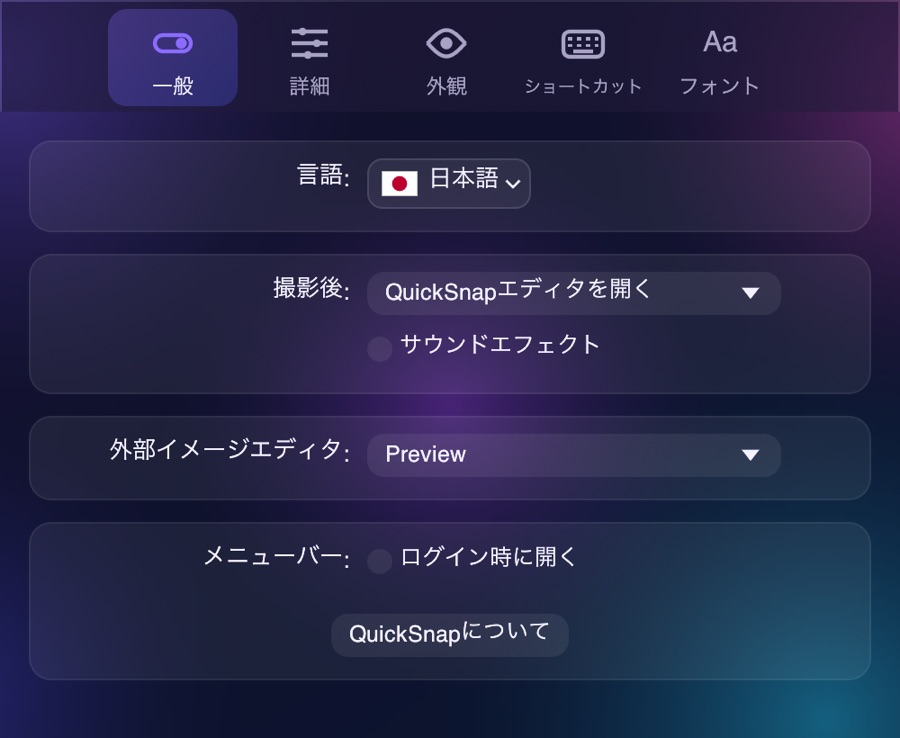 一般
詳細
外観
ショートカット
Aa
フォント
言語: 日本語
撮影後: QuickSnapエディタを開く
サウンドエフェクト
外部イメージエディタ: Preview
メニューバー: ログイン時に開く
QuickSnapについて